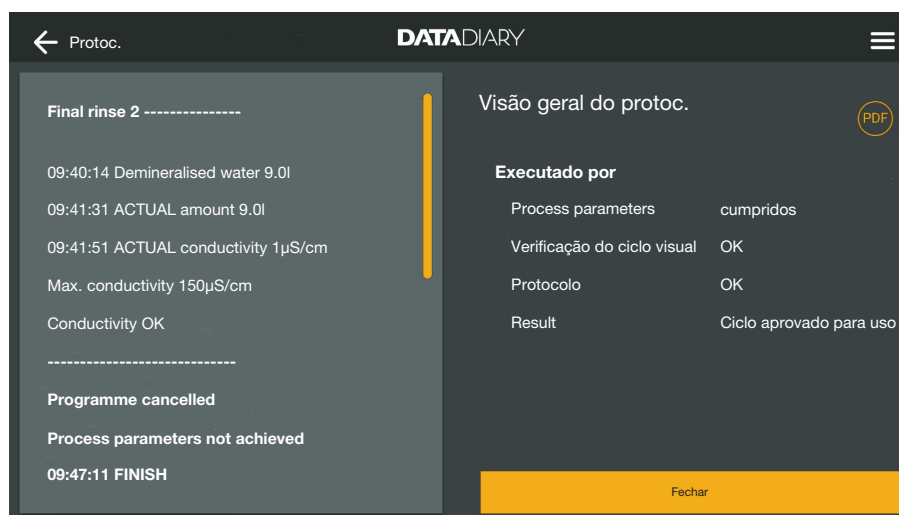 Protoc.
DATADIARY
Final rinse 2 ---------------
09:40:14 Demineralised water 9.0l
09:41:31 ACTUAL amount 9.0l
09:41:51 ACTUAL conductivity 1µS/cm
Max. conductivity 150µS/cm
Conductivity OK
-----------------------------
Programme cancelled
Process parameters not achieved
09:47:11 FINISH
Visão geral do protoc.
PDF
Executado por
Process parameters cumpridos
Verificação do ciclo visual OK
Protocolo OK
Result Ciclo aprovado para uso
Fechar